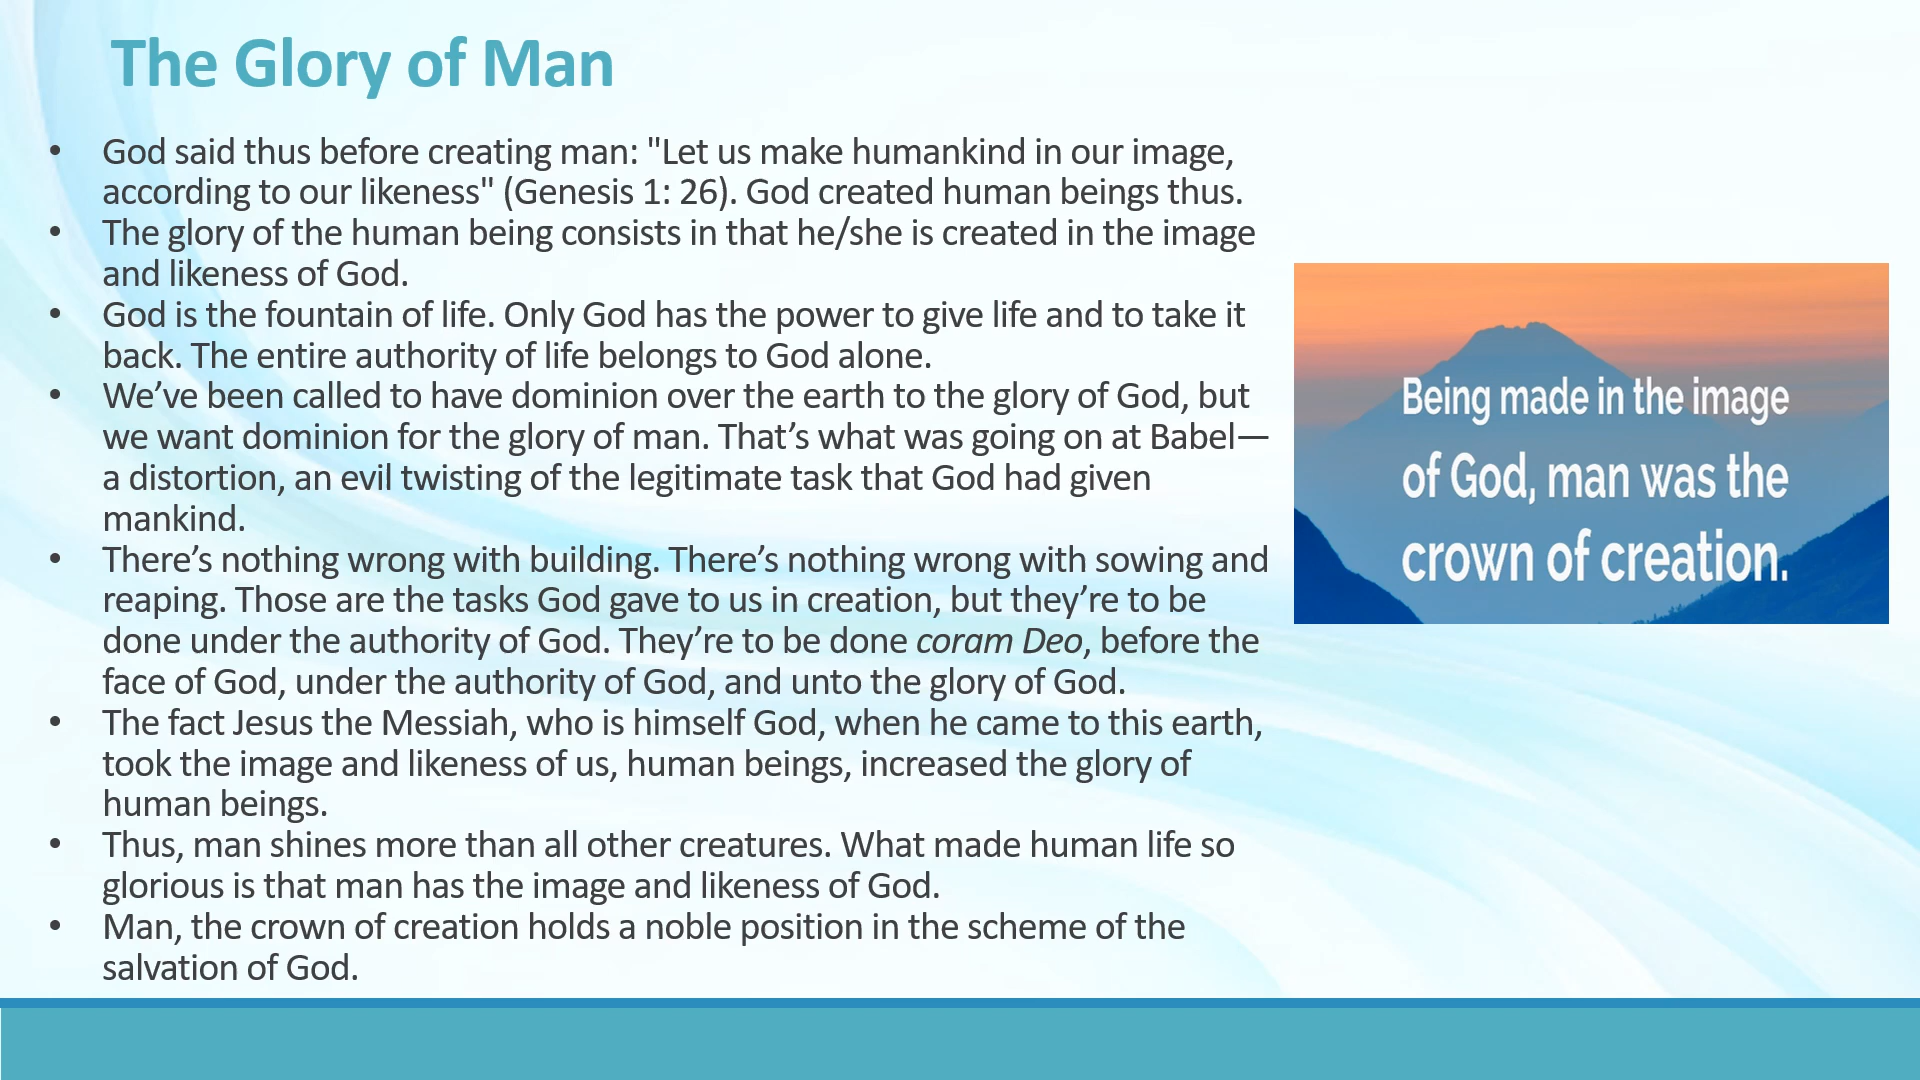 The Glory of Man
• God said thus before creating man: "Let us make humankind in our image,
according to our likeness" (Genesis 1: 26). God created human beings thus.
• The glory of the human being consists in that he/she is created in the image
and likeness of God.
• God is the fountain of life. Only God has the power to give life and to take it
back. The entire authority of life belongs to God alone.
• We’ve been called to have dominion over the earth to the glory of God, but
we want dominion for the glory of man. That’s what was going on at Babel—
a distortion, an evil twisting of the legitimate task that God had given
mankind.
• There’s nothing wrong with building. There’s nothing wrong with sowing and
reaping. Those are the tasks God gave to us in creation, but they’re to be
done under the authority of God. They’re to be done coram Deo, before the
face of God, under the authority of God, and unto the glory of God.
• The fact Jesus the Messiah, who is himself God, when he came to this earth,
took the image and likeness of us, human beings, increased the glory of
human beings.
• Thus, man shines more than all other creatures. What made human life so
glorious is that man has the image and likeness of God.
• Man, the crown of creation holds a noble position in the scheme of the
salvation of God.
Being made in the image
of God, man was the
crown of creation.